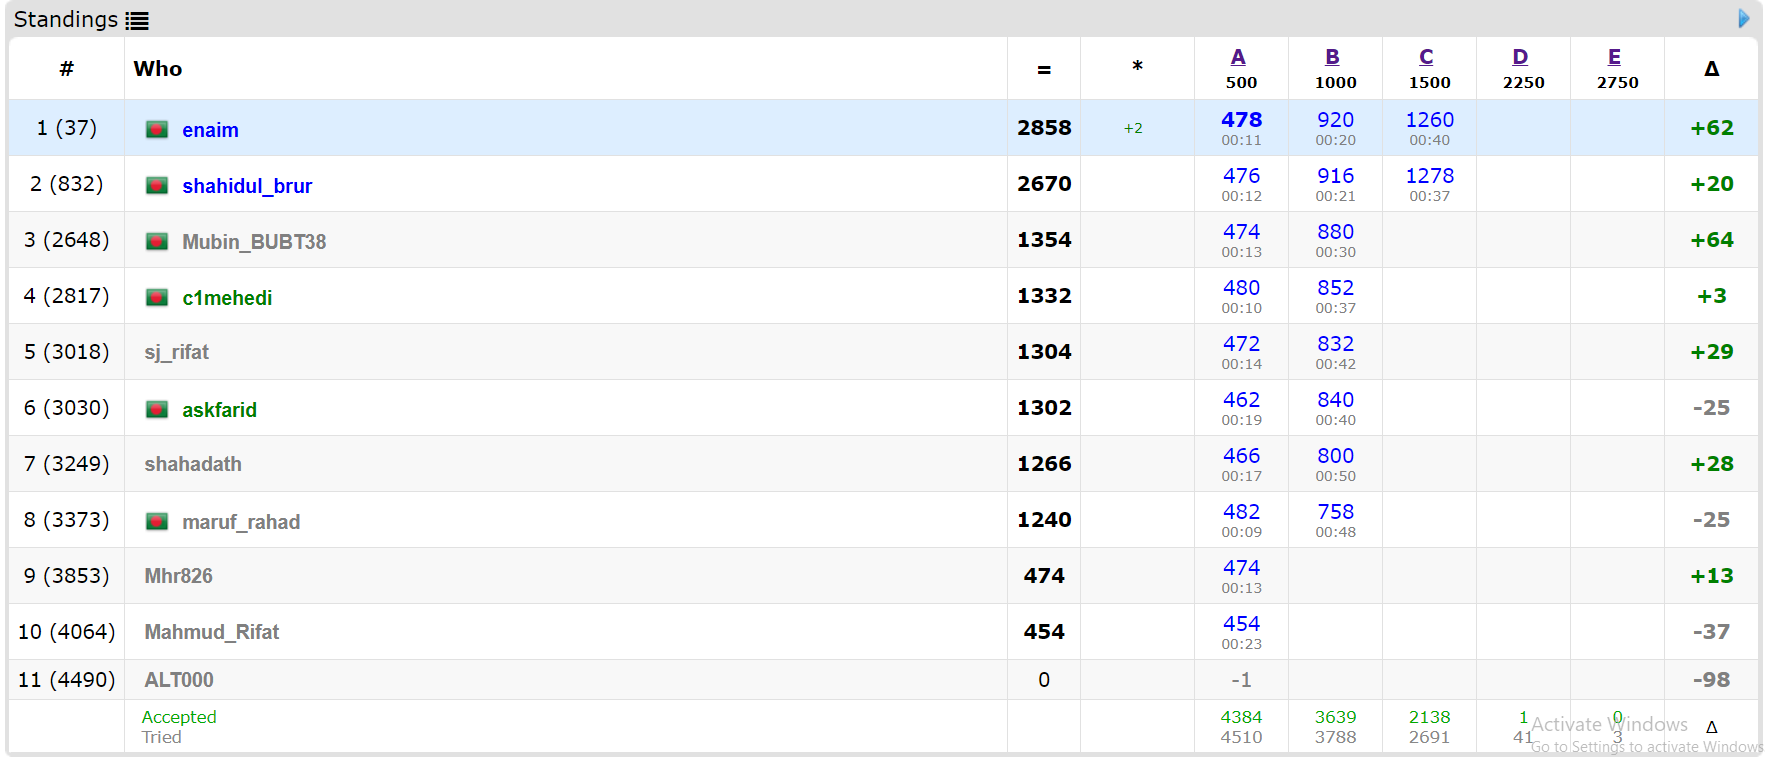 Standings
# Who = * A B C D E Δ
500 1000 1500 2250 2750
1 (37) enaim 2858 +2 478 920 1260 +62
00:11 00:20 00:40
2 (832) shahidul_brur 2670 476 916 1278 +20
00:12 00:21 00:37
3 (2648) Mubin_BUBT38 1354 474 880 +64
00:13 00:30
4 (2817) c1mehedi 1332 480 852 +3
00:10 00:37
5 (3018) sj_rifat 1304 472 832 +29
00:14 00:42
6 (3030) askfarid 1302 462 840 -25
00:19 00:40
7 (3249) shahadath 1266 466 800 +28
00:17 00:50
8 (3373) maruf_rahad 1240 482 758 -25
00:09 00:48
9 (3853) Mhr826 474 474 +13
00:13
10 (4064) Mahmud_Rifat 454 454 -37
00:23
11 (4490) ALT000 0 -1 -98
Accepted 4384 3639 2138 1 0 Δ
Tried 4510 3788 2691 41 3
Activate Windows
Go to Settings to activate Windows